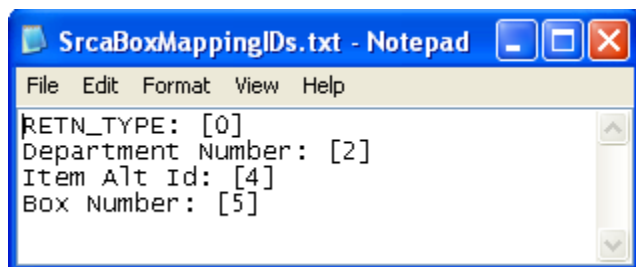 SrcaBoxMappingIDs.txt - Notepad
File Edit Format View Help
RETN_TYPE: [0]
Department Number: [2]
Item Alt Id: [4]
Box Number: [5]